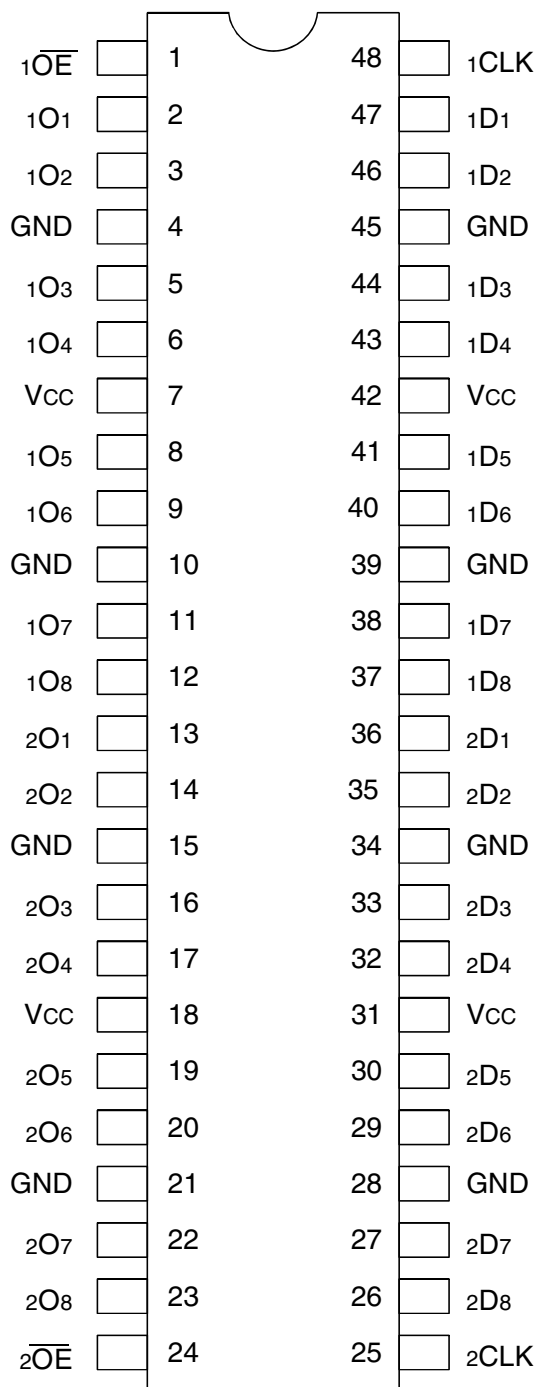 1OE 1 48 1CLK
1O1 2 47 1D1
1O2 3 46 1D2
GND 4 45 GND
1O3 5 44 1D3
1O4 6 43 1D4
VCC 7 42 VCC
1O5 8 41 1D5
1O6 9 40 1D6
GND 10 39 GND
1O7 11 38 1D7
1O8 12 37 1D8
2O1 13 36 2D1
2O2 14 35 2D2
GND 15 34 GND
2O3 16 33 2D3
2O4 17 32 2D4
VCC 18 31 VCC
2O5 19 30 2D5
2O6 20 29 2D6
GND 21 28 GND
2O7 22 27 2D7
2O8 23 26 2D8
2OE 24 25 2CLK